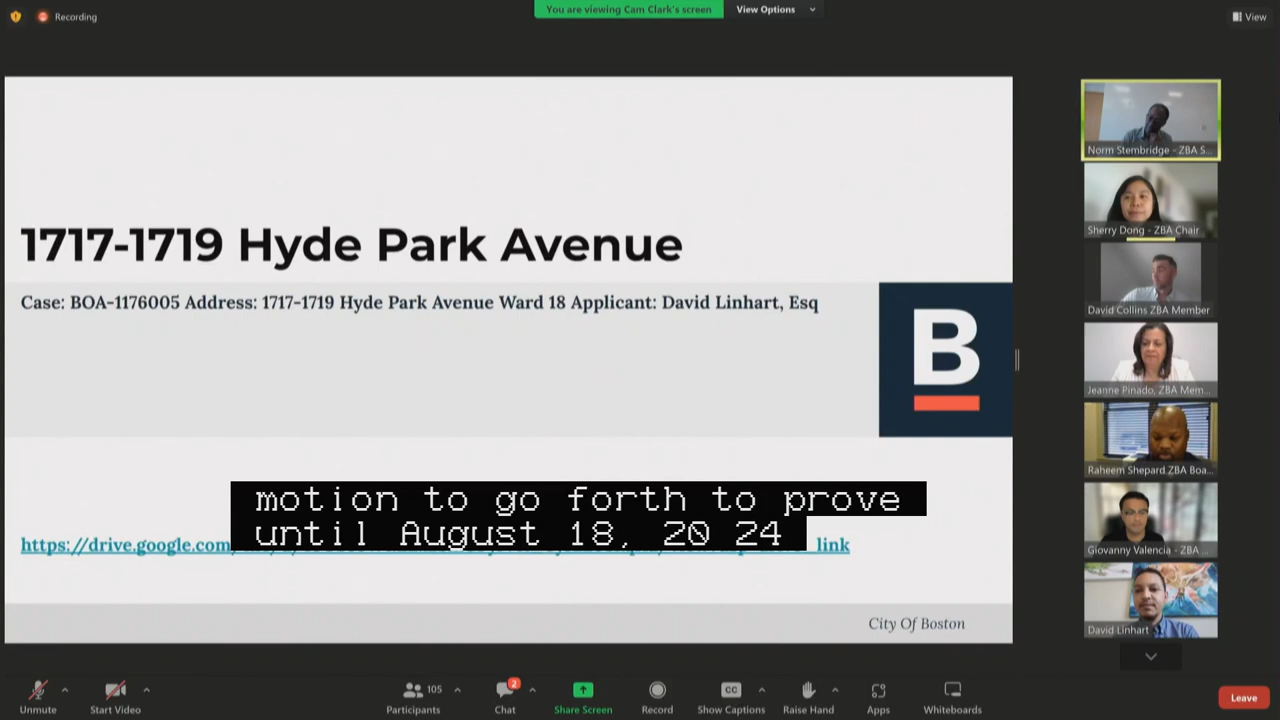 Recording
You are viewing Cam Clark's screen
View Options
View
1717-1719 Hyde Park Avenue
Case: BOA-1176005 Address: 1717-1719 Hyde Park Avenue Ward 18 Applicant: David Linhart, Esq
B
motion to go forth to prove
until August 18, 20 24
https://drive.google.com
link
City Of Boston
Norm Stembridge - ZBA S...
Sherry Dong - ZBA Chair
David Collins ZBA Member
Jeanne Pinado, ZBA Mem...
Raheem Shepard ZBA Boa...
Giovanny Valencia - ZBA ...
David Linhart
Unmute
Start Video
105
Participants
2
Chat
Share Screen
Record
CC
Show Captions
Raise Hand
Apps
Whiteboards
Leave